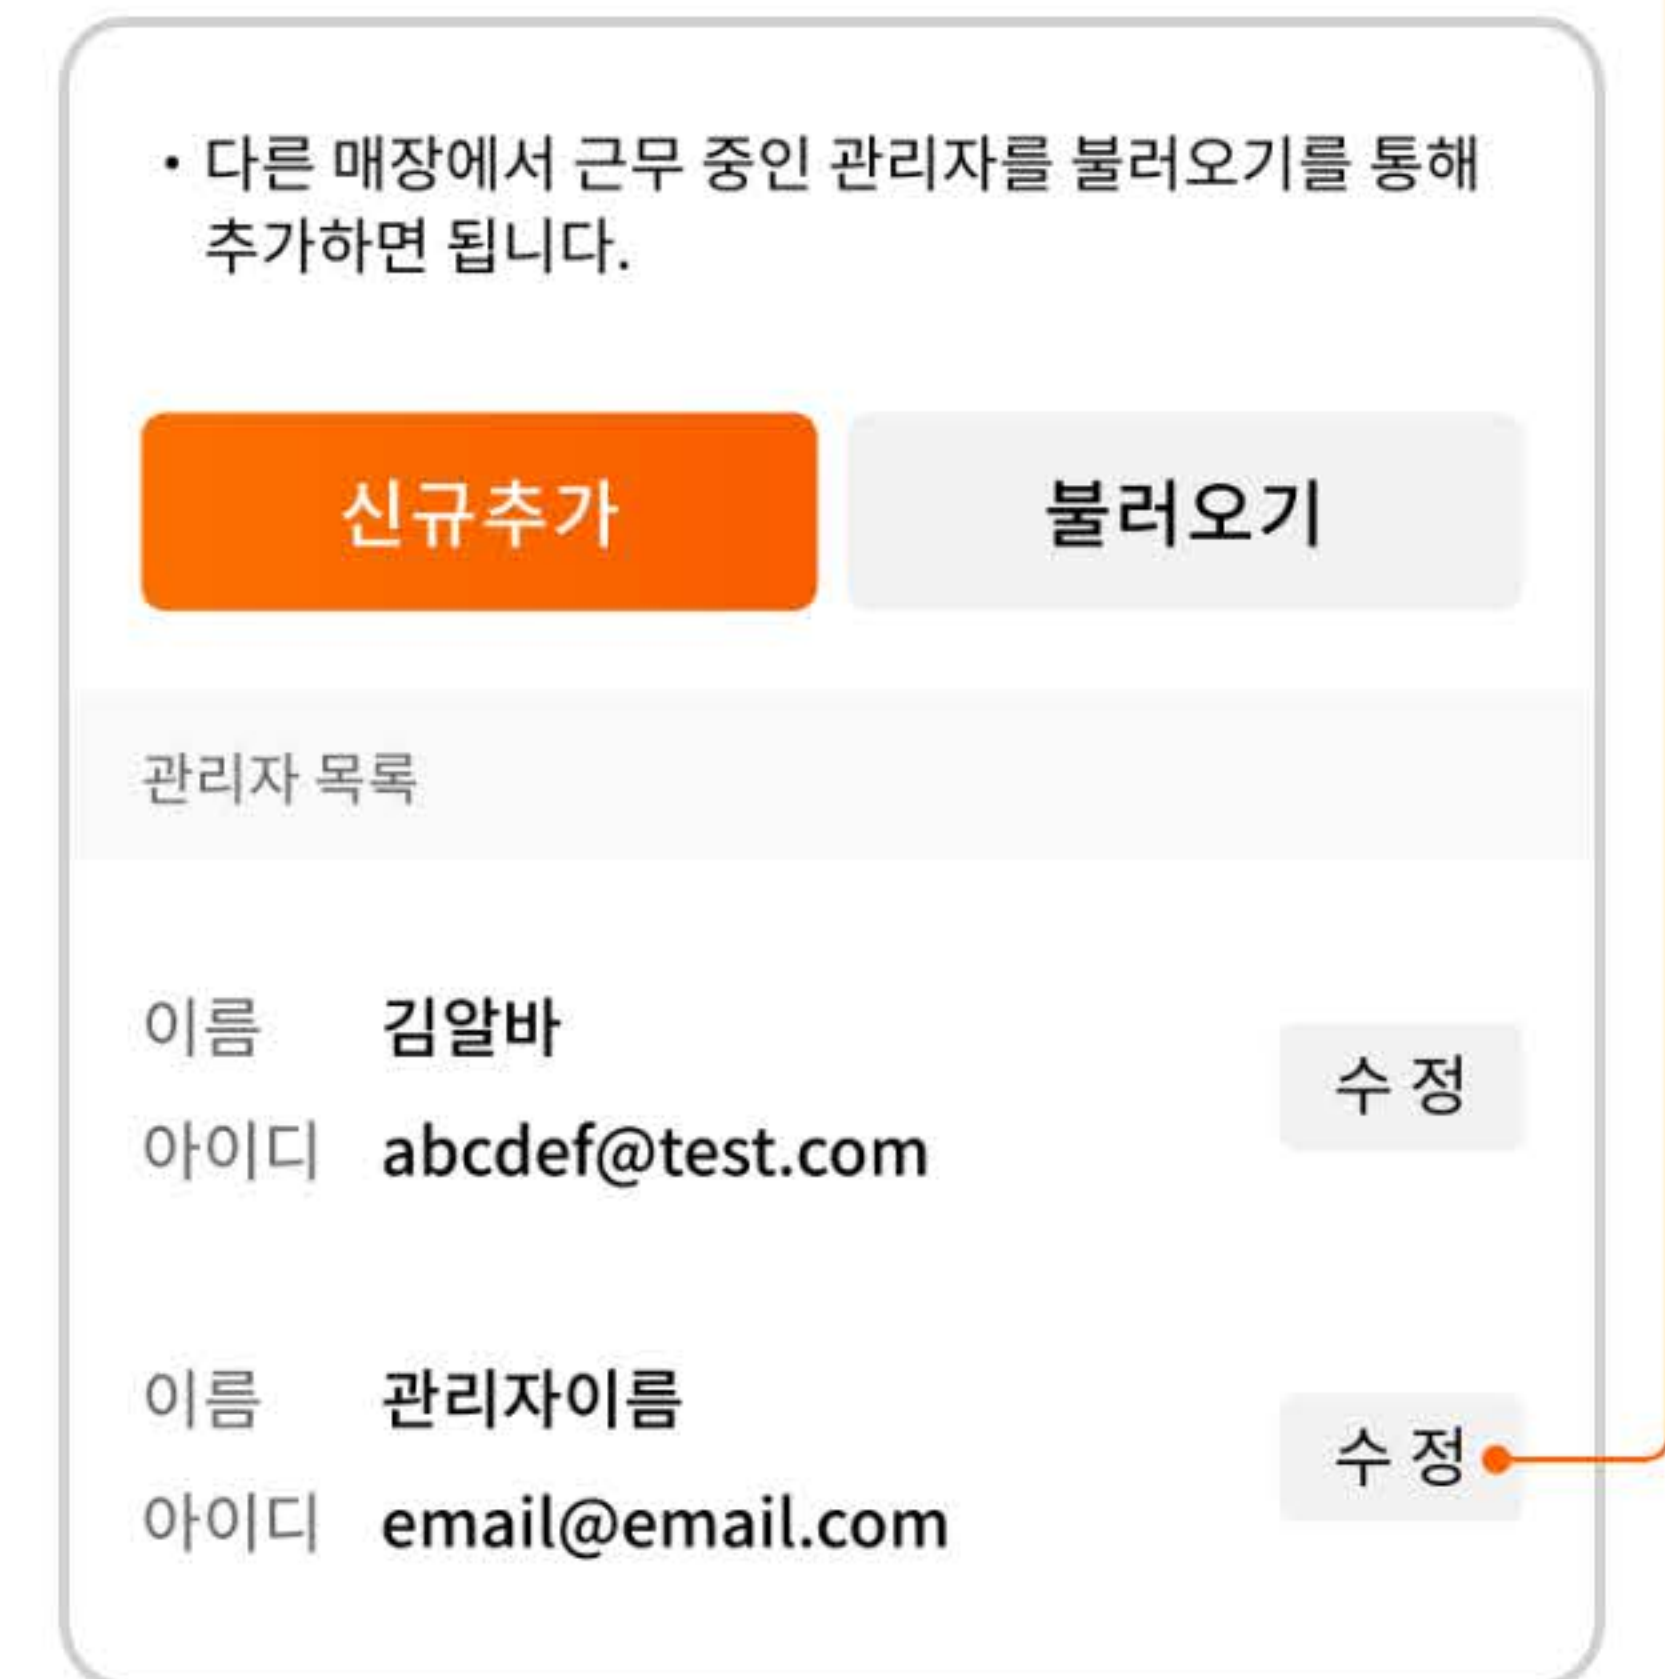 • 다른 매장에서 근무 중인 관리자를 불러오기를 통해
추가하면 됩니다.
신규추가 불러오기
관리자 목록
이름 김알바
수 정
아이디 abcdef@test.com
이름 관리자이름
수 정
아이디 email@email.com